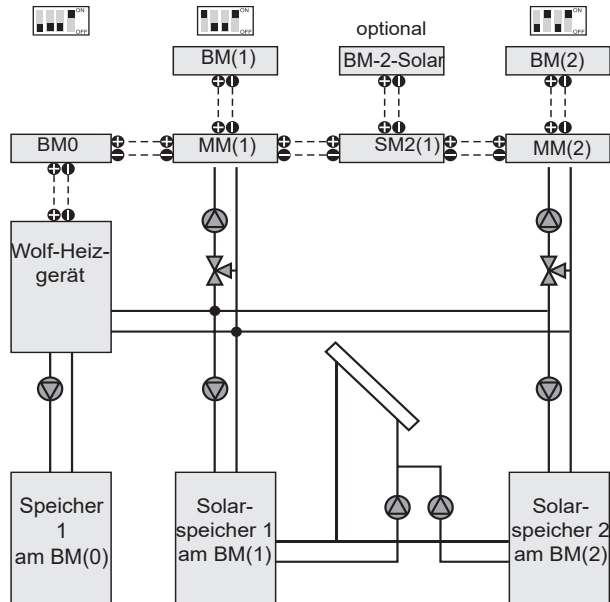 ON
OFF
ON
OFF
ON
OFF
optional
BM(1)
BM-2-Solar
BM(2)
BM0
MM(1)
SM2(1)
MM(2)
Wolf-Heiz-
gerät
Speicher
1
am BM(0)
Solar-
speicher 1
am BM(1)
Solar-
speicher 2
am BM(2)